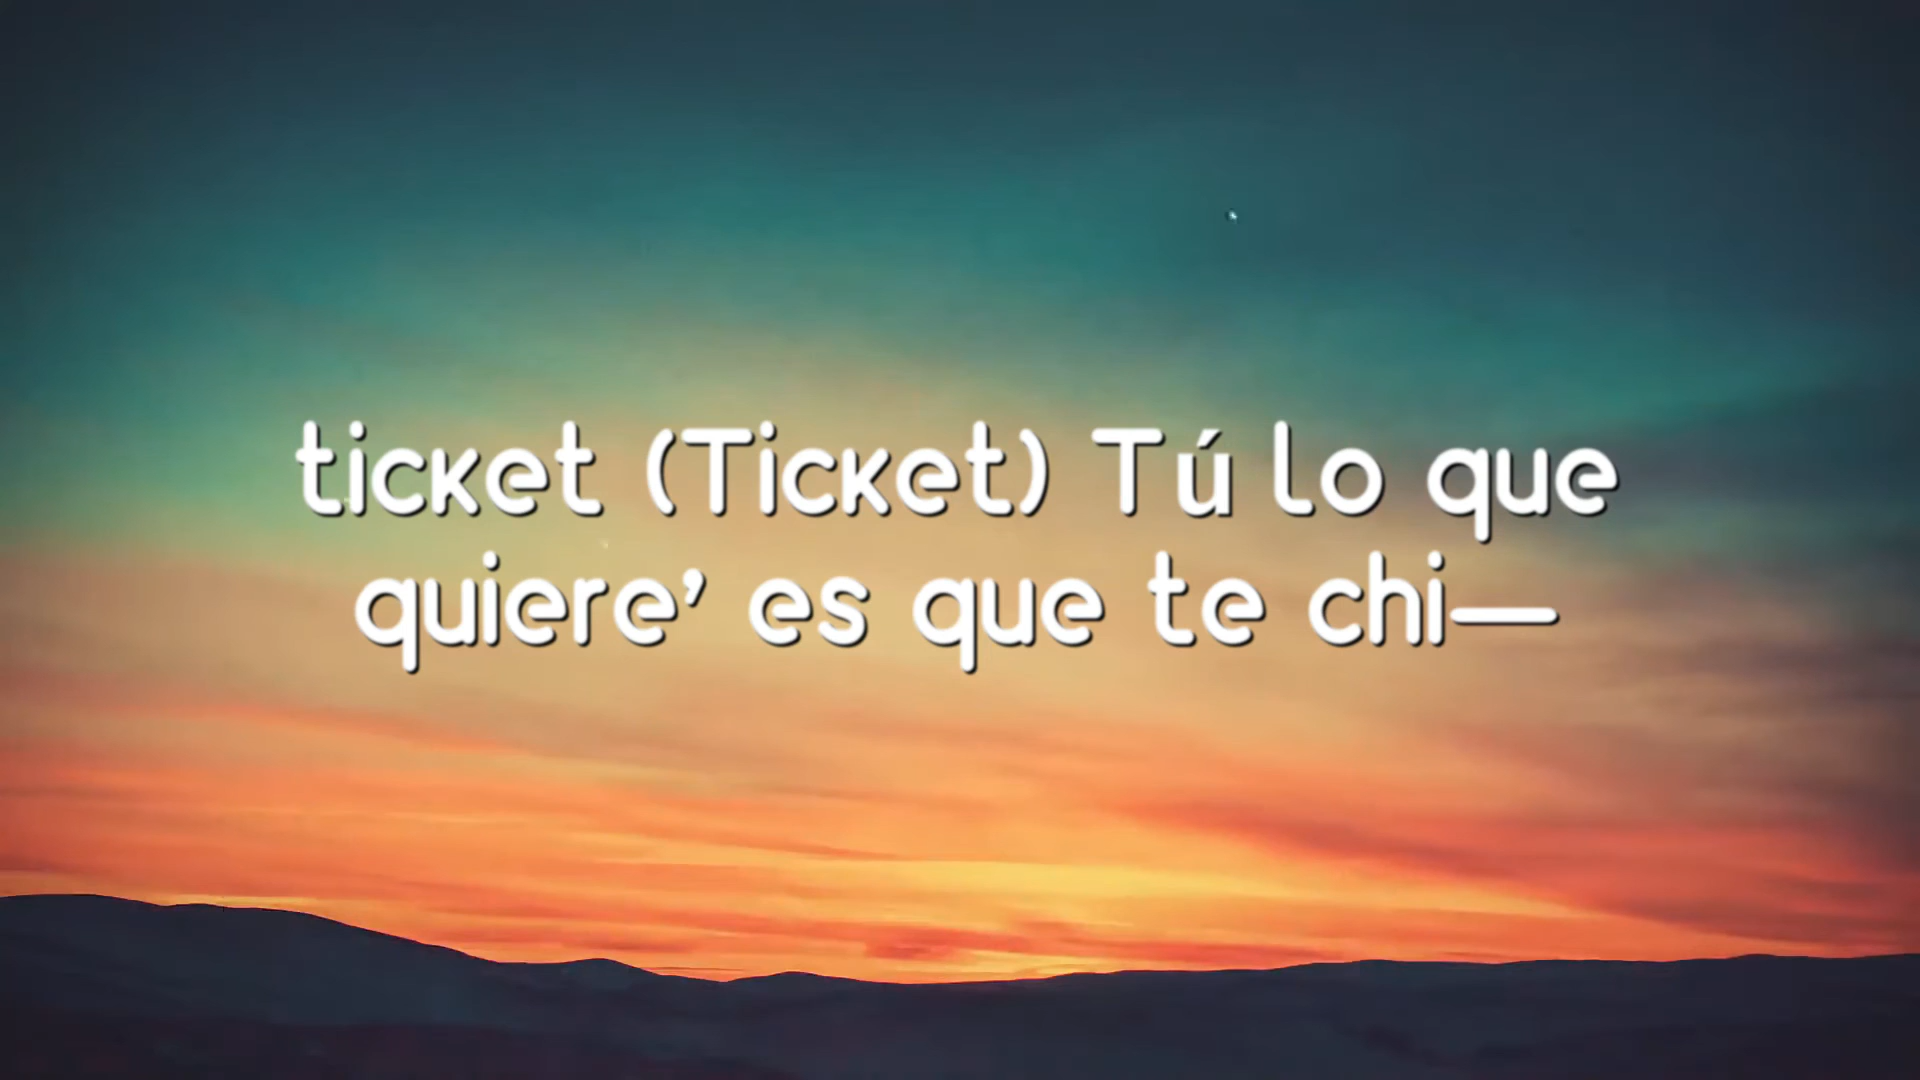 ticket (Ticket) Tú lo que
quiere’ es que te chi—